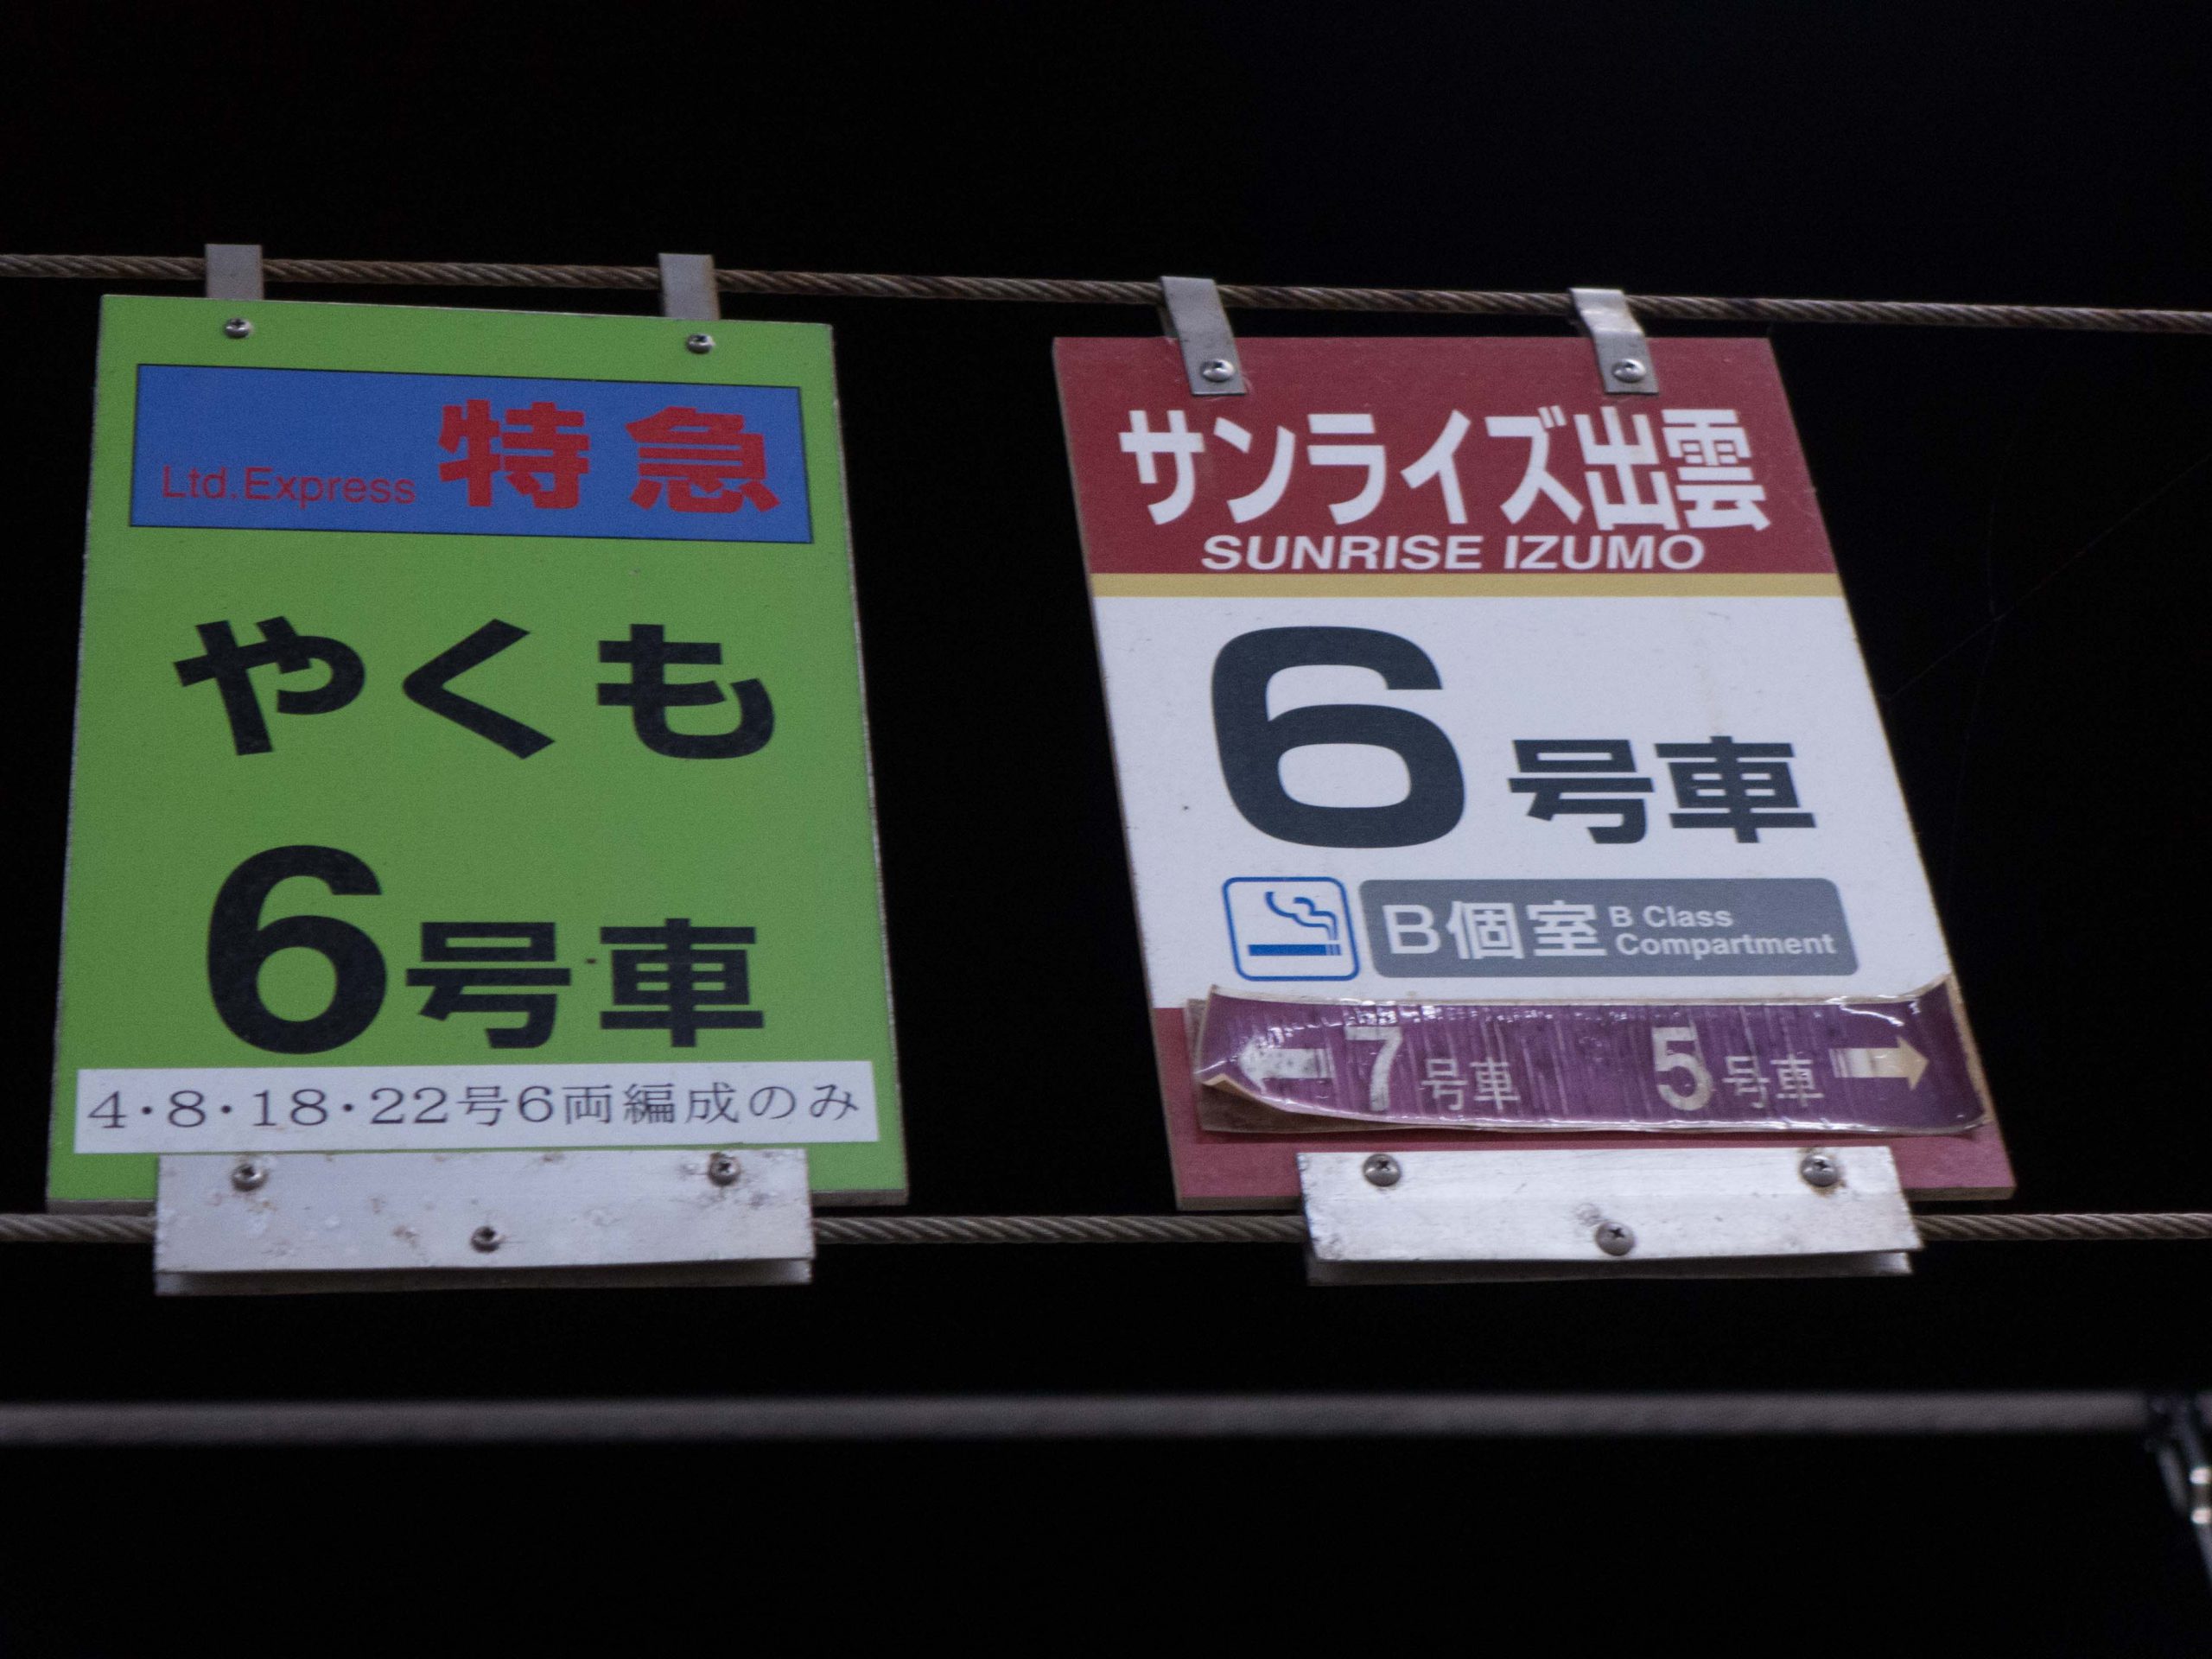 Ltd.Express 特急
やくも
6号車
4・8・18・22号6両編成のみ
サンライズ出雲
SUNRISE IZUMO
6号車
B個室 B Class Compartment
7号車 5号車